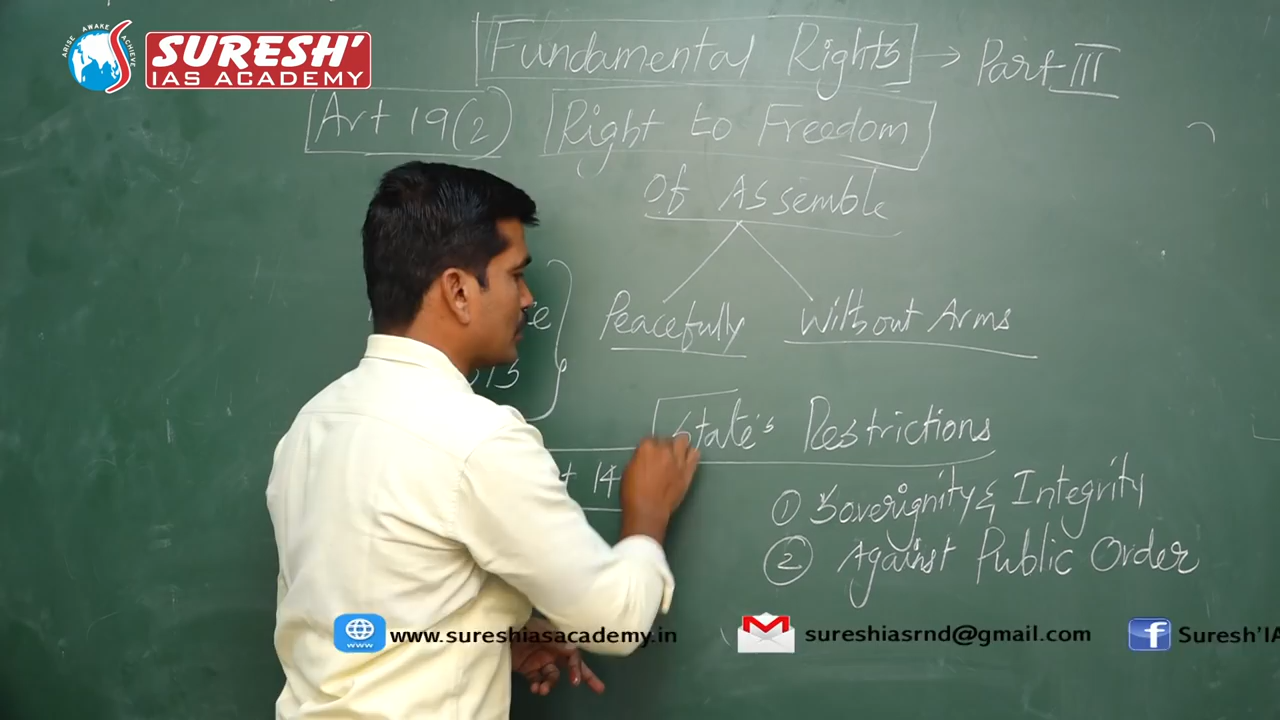 ARISE AWAKE ACHIEVE
SURESH'
IAS ACADEMY
Fundamental Rights → Part III
Art 19(2) Right to Freedom
Of Assemble
Peacefully Without Arms
State's Restrictions
14
① Soverignity & Integrity
② Against Public Order
www.sureshiasacademy.in
sureshiasrnd@gmail.com
Suresh'IA